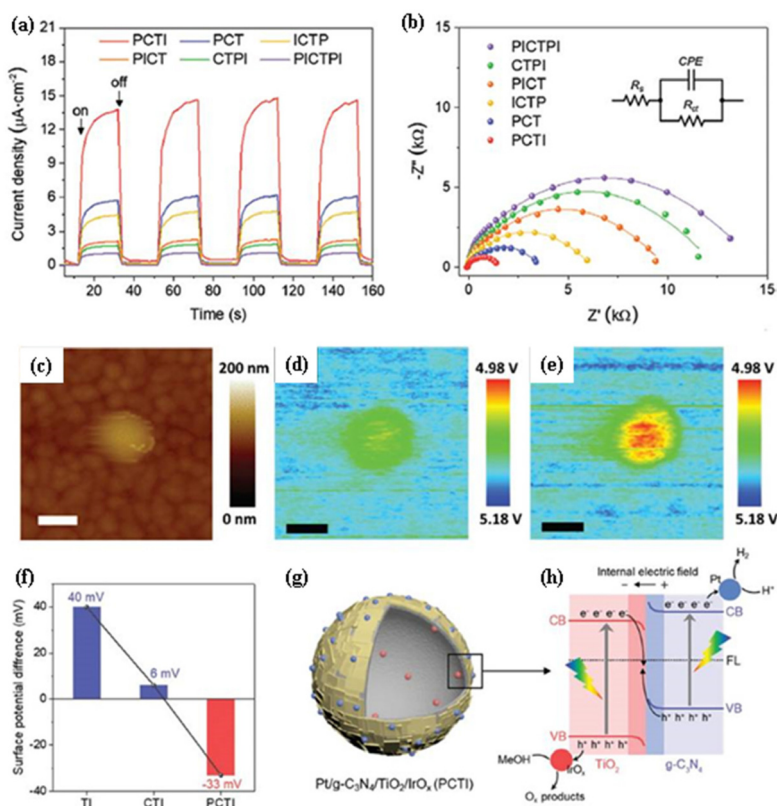 (a)
PCTI PCT ICTP
PICT CTPI PICTPI
on
off
Current density (μA·cm⁻²)
15
12
9
6
3
0
20 40 60 80 100 120 140 160
Time (s)
(b)
PICTPI
CTPI
PICT
ICTP
PCT
PCTI
CPE
Rs
Rct
-Z'' (kΩ)
15
10
5
0
0 5 10 15
Z' (kΩ)
(c)
200 nm
0 nm
(d)
4.98 V
5.18 V
(e)
4.98 V
5.18 V
(f)
Surface potential diffirence (mV)
40
20
0
-20
-40
40 mV
6 mV
-33 mV
TI CTI PCTI
(g)
Pt/g-C₃N₄/TiO₂/IrOₓ (PCTI)
(h)
Internal electric field
− +
H₂
Pt
H⁺
e⁻ e⁻ e⁻ e⁻
CB
e⁻ e⁻ e⁻ e⁻
CB
FL
VB
h⁺ h⁺ h⁺ h⁺
VB
h⁺ h⁺ h⁺ h⁺
MeOH
IrOₓ
TiO₂
g-C₃N₄
Oₓ products